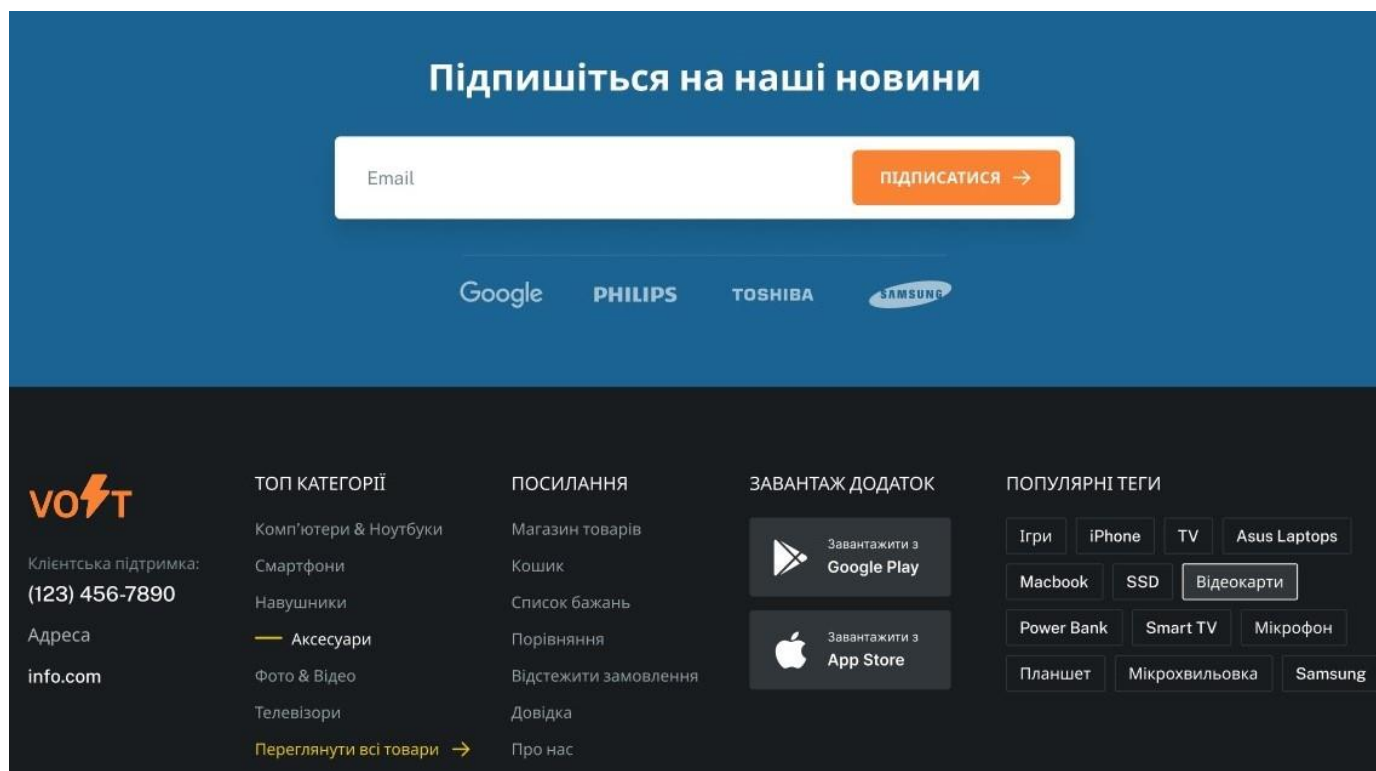 Підпишіться на наші новини
Email
ПІДПИСАТИСЯ →
Google PHILIPS TOSHIBA SAMSUNG
VOLT
Клієнтська підтримка:
(123) 456-7890
Адреса
info.com
ТОП КАТЕГОРІЇ
Комп'ютери & Ноутбуки
Смартфони
Навушники
Аксесуари
Фото & Відео
Телевізори
Переглянути всі товари →
ПОСИЛАННЯ
Магазин товарів
Кошик
Список бажань
Порівняння
Відстежити замовлення
Довідка
Про нас
ЗАВАНТАЖ ДОДАТОК
Завантажити з
Google Play
Завантажити з
App Store
ПОПУЛЯРНІ ТЕГИ
Ігри iPhone TV Asus Laptops
Macbook SSD Відеокарти
Power Bank Smart TV Мікрофон
Планшет Мікрохвильовка Samsung